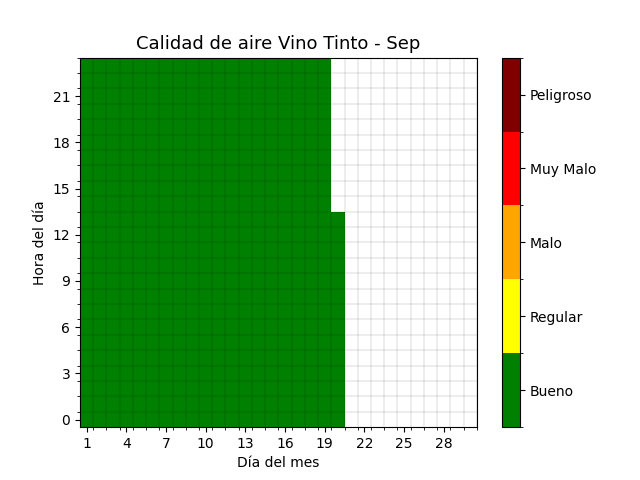 Calidad de aire Vino Tinto - Sep
Hora del día
21
18
15
12
9
6
3
0
1 4 7 10 13 16 19 22 25 28
Día del mes
Peligroso
Muy Malo
Malo
Regular
Bueno